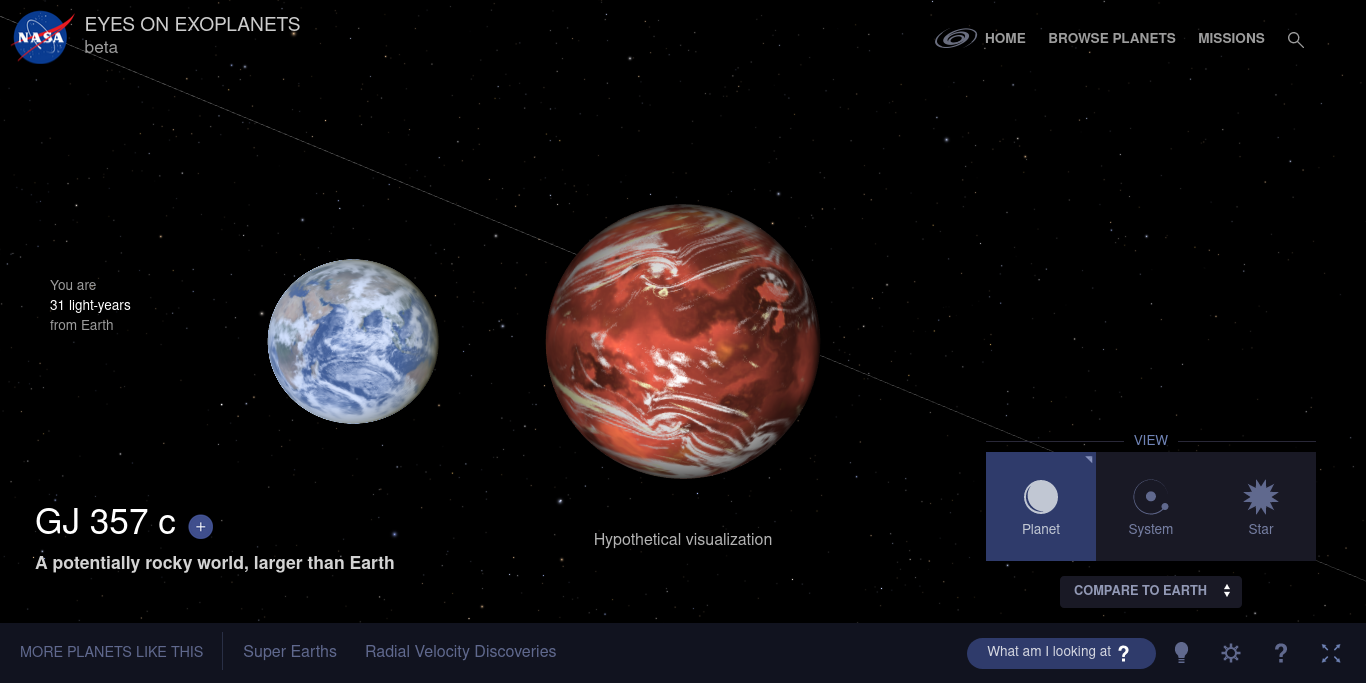 NASA
EYES ON EXOPLANETS
beta
HOME
BROWSE PLANETS
MISSIONS
You are
31 light-years
from Earth
GJ 357 c +
A potentially rocky world, larger than Earth
Hypothetical visualization
VIEW
Planet
System
Star
COMPARE TO EARTH
MORE PLANETS LIKE THIS
Super Earths
Radial Velocity Discoveries
What am I looking at ?
?